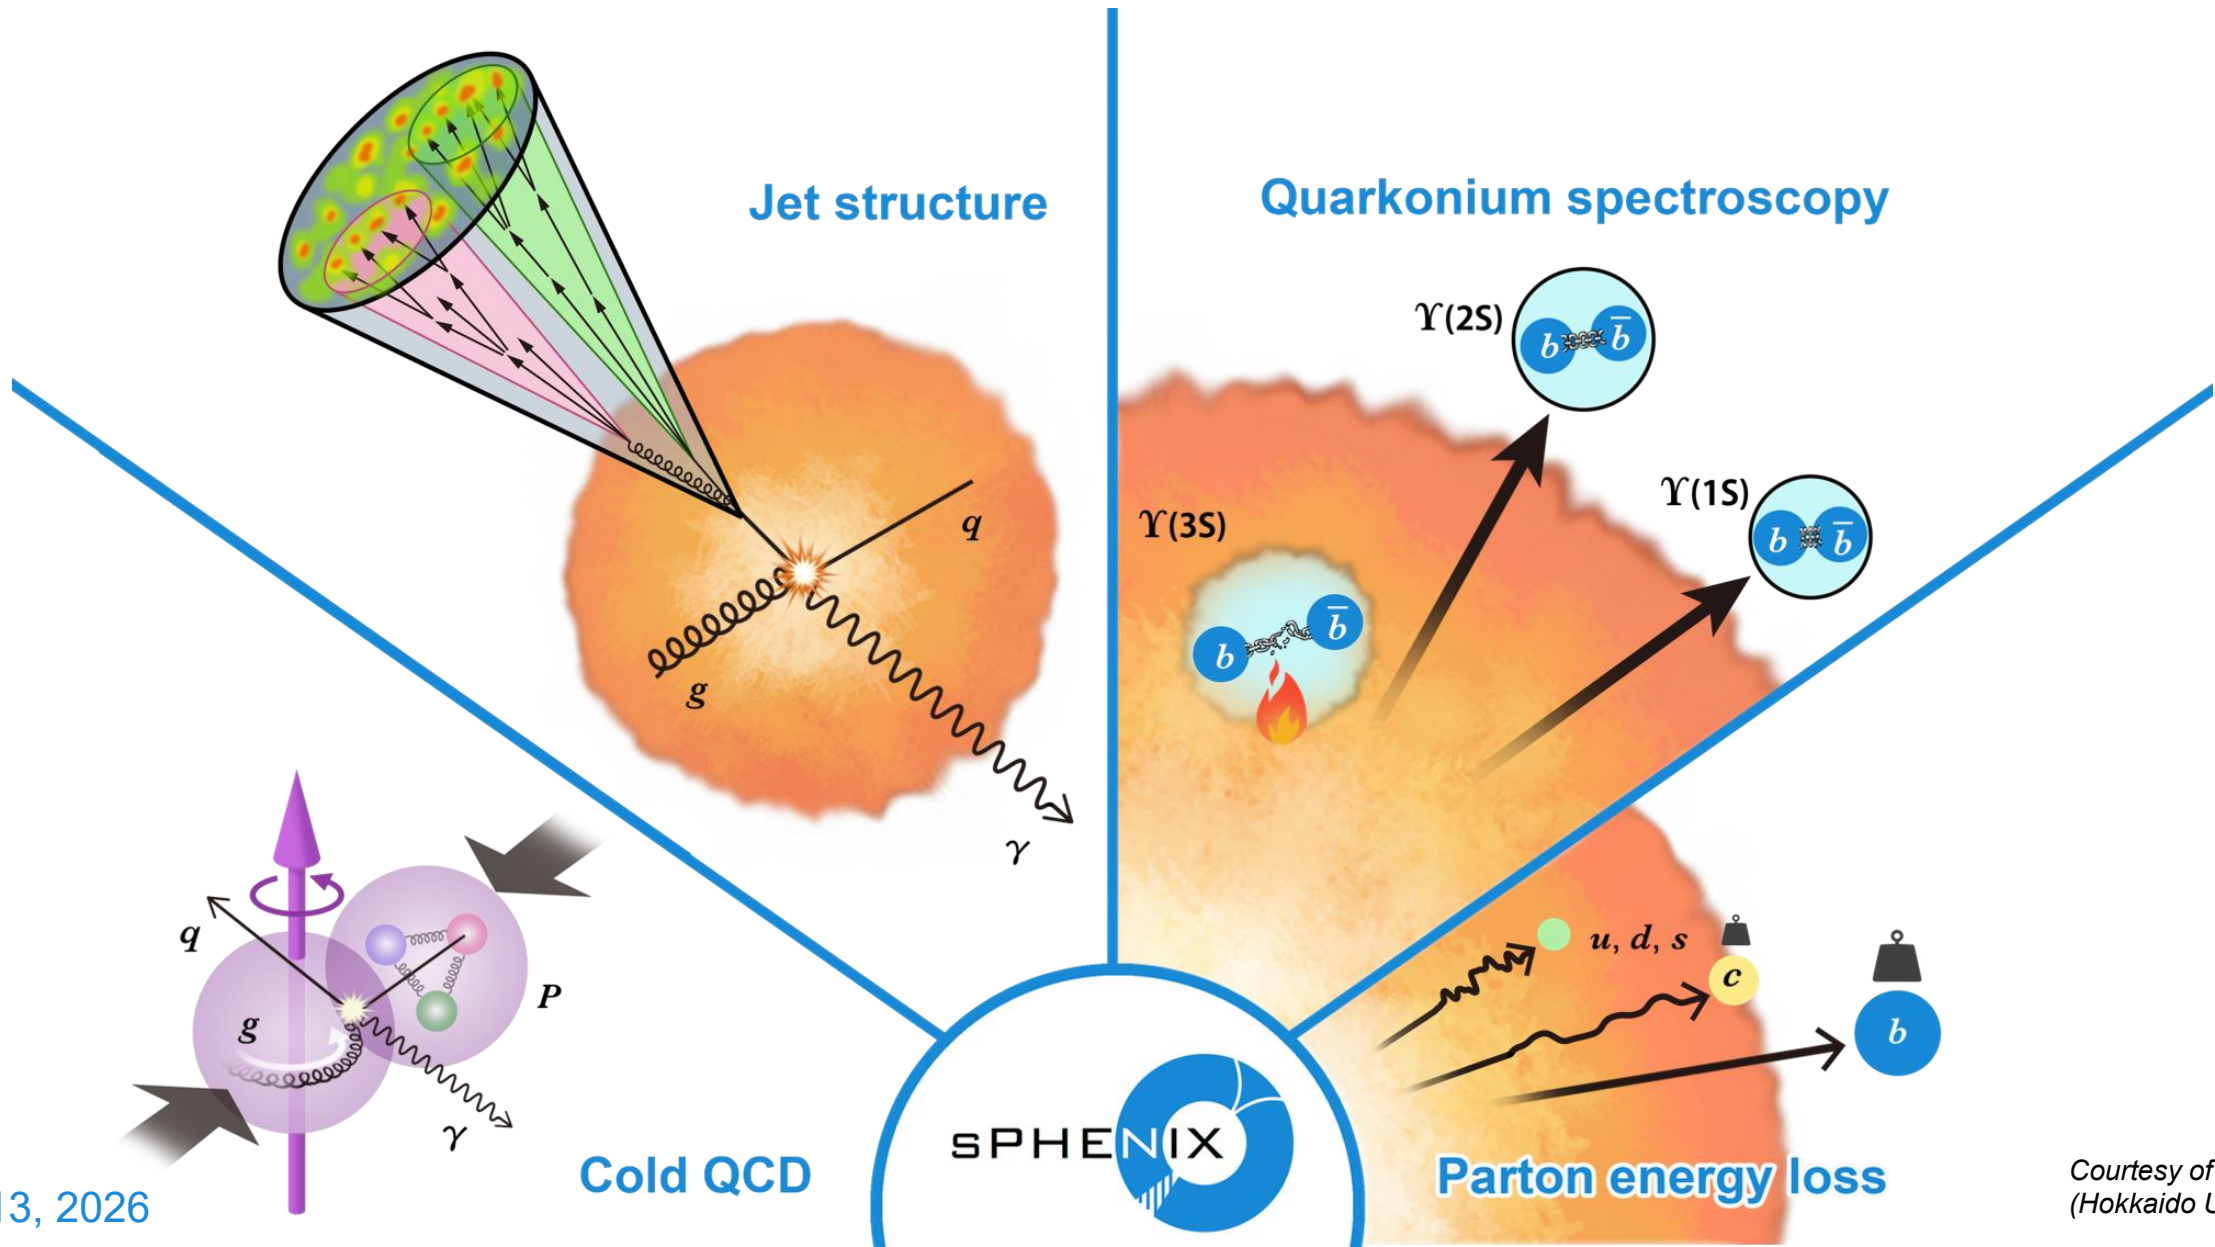 Jet structure
Quarkonium spectroscopy
ϒ(2S)
b b̅
ϒ(1S)
b b̅
ϒ(3S)
b b̅
q
g
γ
u, d, s
c
b
q
g
P
γ
sPHENIX
Cold QCD
Parton energy loss
13, 2026
Courtesy of
(Hokkaido